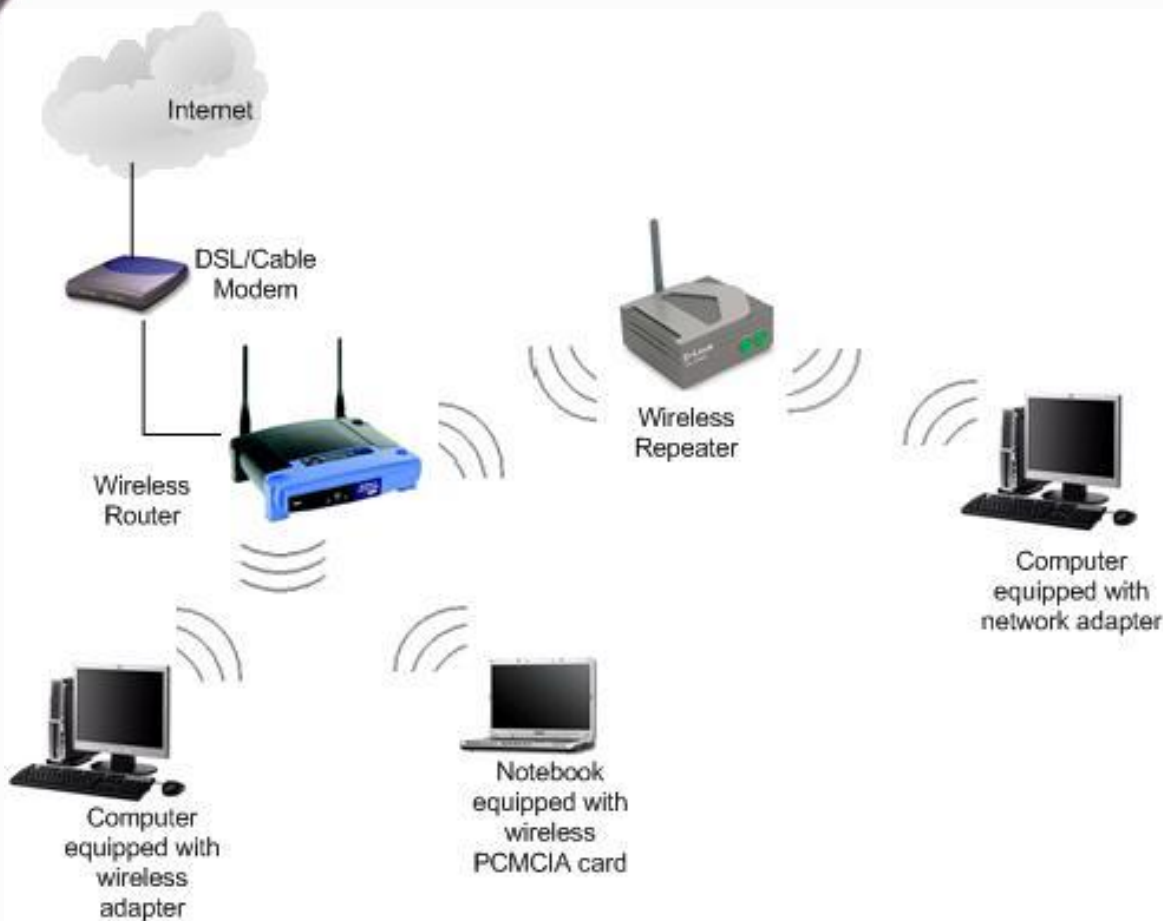 Internet
DSL/Cable
Modem
Wireless
Repeater
Wireless
Router
Computer
equipped with
network adapter
Notebook
equipped with
wireless
PCMCIA card
Computer
equipped with
wireless
adapter